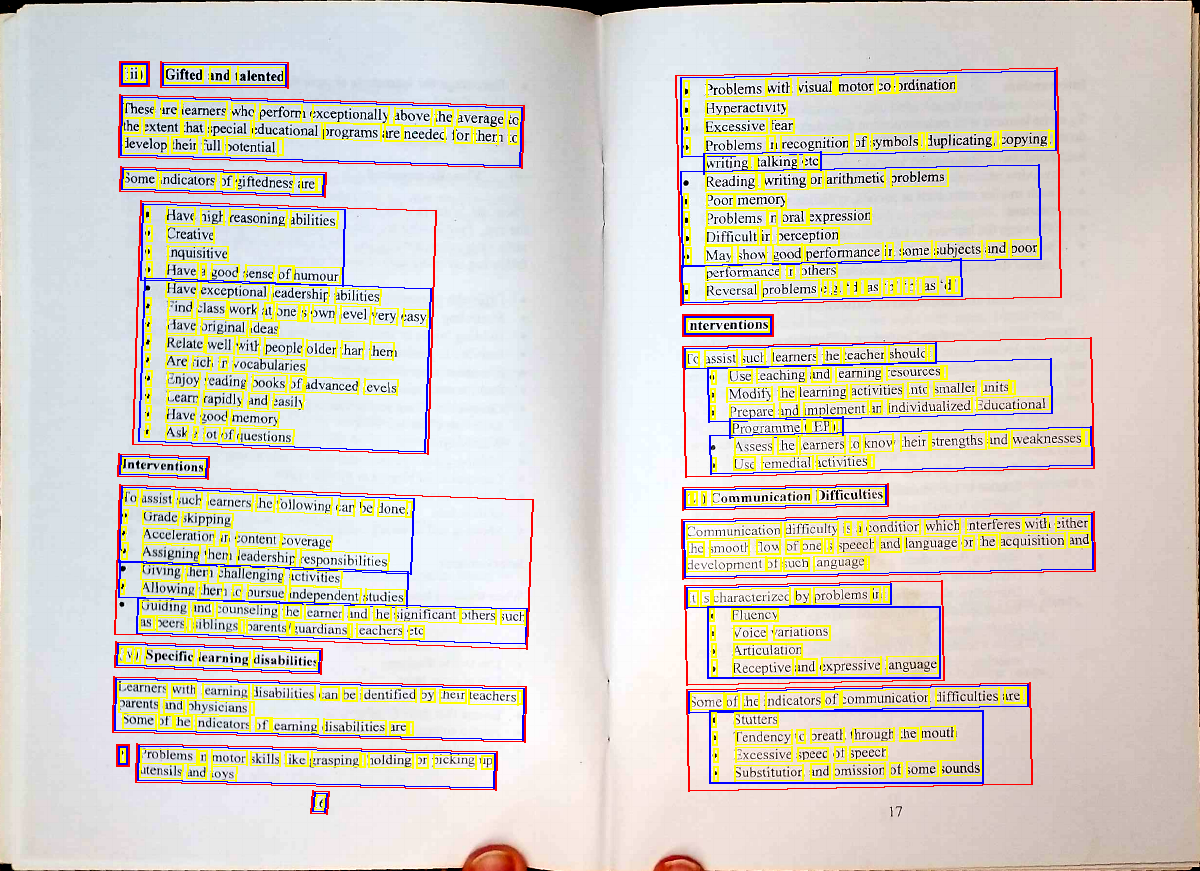 iii) Gifted and talented
These are learners who perform exceptionally above the average to
the extent that special educational programs are needed for them to
develop their full potential
Some indicators of giftedness are
• Have high reasoning abilities
• Creative
• Inquisitive
• Have a good sense of humour
• Have exceptional leadership abilities
• Find class work at one's own level very easy
• Have original ideas
• Relate well with people older than them
• Are rich in vocabularies
• Enjoy reading books of advanced levels
• Learn rapidly and easily
• Have good memory
• Ask a lot of questions
Interventions
To assist such learners the following can be done.
• Grade skipping
• Acceleration in content coverage
• Assigning them leadership responsibilities
• Giving them challenging activities
• Allowing them to pursue independent studies
• Guiding and counseling the learner and the significant others such
as peers, siblings, parents/guardians, teachers etc
(v) Specific learning disabilities
Learners with learning disabilities can be identified by their teachers
parents and physicians
Some of the indicators of learning disabilities are
• Problems in motor skills like grasping, holding or picking up
utensils and toys
16
• Problems with visual motor co-ordination
• Hyperactivity
• Excessive fear
• Problems in recognition of symbols, duplicating, copying,
writing, talking etc
• Reading, writing or arithmetic problems
• Poor memory
• Problems in oral expression
• Difficult in perception
• May show good performance in some subjects and poor
performance in others
• Reversal problems e.g. as as
Interventions
To assist such learners the teacher should
• Use teaching and learning resources
• Modify the learning activities into smaller units
• Prepare and implement an Individualized Educational
Programme (IEP).
• Assess the learners to know their strengths and weaknesses
• Use remedial activities
Communication Difficulties
Communication difficulty is a condition which interferes with either
the smooth flow of one's speech and language or the acquisition and
development of such language
It is characterized by problems in:
• Fluency
• Voice variations
• Articulation
• Receptive and expressive language
Some of the indicators of communication difficulties are
• Stutters
• Tendency to breath through the mouth
• Excessive speed of speech
• Substitution and omission of some sounds
17